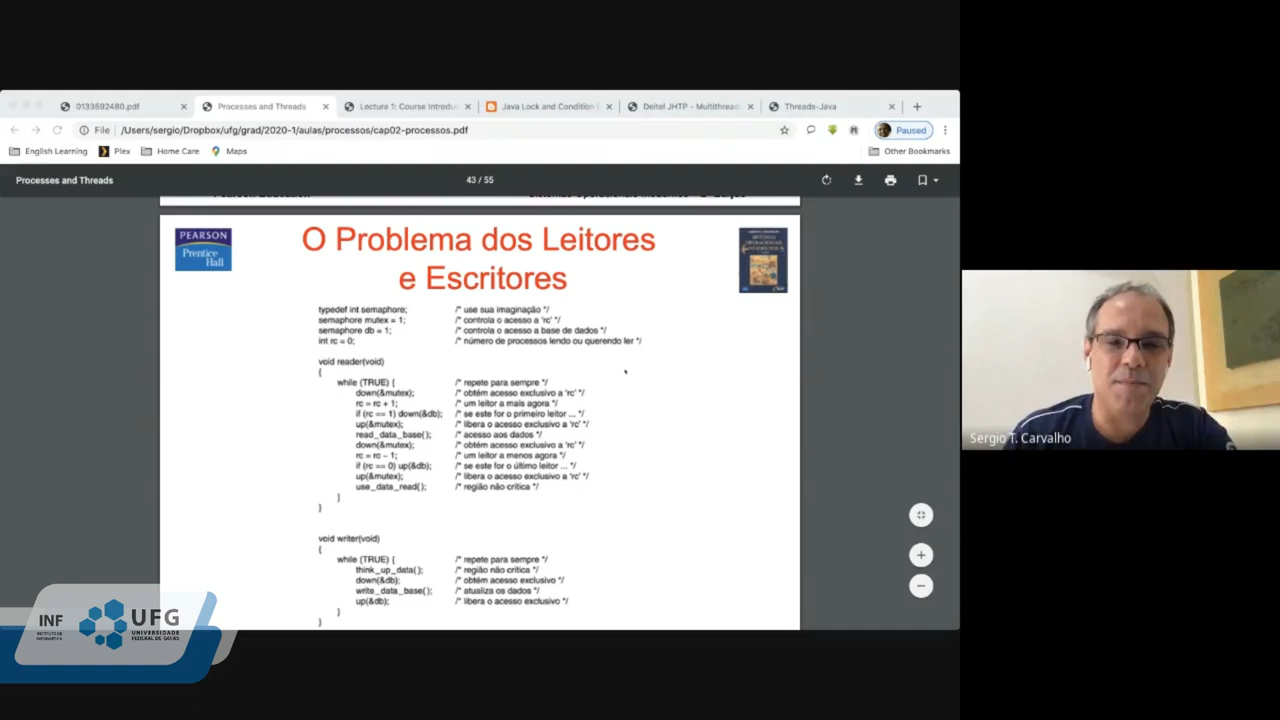 0133592480.pdf
Processes and Threads
Lecture 1: Course Introduc
Java Lock and Condition
Deitel JHTP - Multithread
Threads-Java
File
/Users/sergio/Dropbox/ufg/grad/2020-1/aulas/processos/cap02-processos.pdf
Paused
English Learning
Plex
Home Care
Maps
Other Bookmarks
Processes and Threads
43 / 55
PEARSON
Prentice
Hall
O Problema dos Leitores
e Escritores
typedef int semaphore; /* use sua imaginação */
semaphore mutex = 1; /* controla o acesso a 'rc' */
semaphore db = 1; /* controla o acesso a base de dados */
int rc = 0; /* número de processos lendo ou querendo ler */
void reader(void)
{
while (TRUE) { /* repete para sempre */
down(&mutex); /* obtém acesso exclusivo a 'rc' */
rc = rc + 1; /* um leitor a mais agora */
if (rc == 1) down(&db); /* se este for o primeiro leitor ... */
up(&mutex); /* libera o acesso exclusivo a 'rc' */
read_data_base(); /* acesso aos dados */
down(&mutex); /* obtém acesso exclusivo a 'rc' */
rc = rc – 1; /* um leitor a menos agora */
if (rc == 0) up(&db); /* se este for o último leitor ... */
up(&mutex); /* libera o acesso exclusivo a 'rc' */
use_data_read(); /* região não crítica */
}
}
void writer(void)
{
while (TRUE) { /* repete para sempre */
think_up_data(); /* região não crítica */
down(&db); /* obtém acesso exclusivo */
write_data_base(); /* atualiza os dados */
up(&db); /* libera o acesso exclusivo */
}
}
Sergio T. Carvalho
INF
INSTITUTO DE
INFORMÁTICA
UFG
UNIVERSIDADE
FEDERAL DE GOIÁS